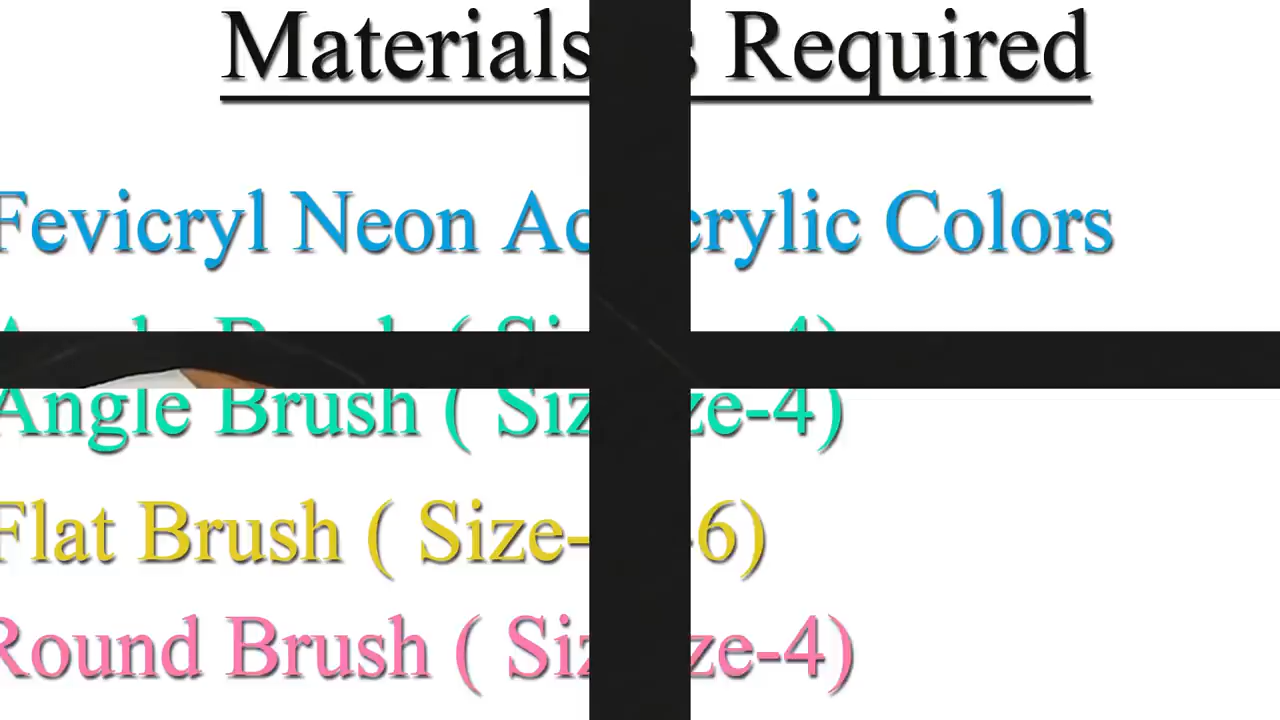 Materials Required
Fevicryl Neon Acrylic Colors
Angle Brush ( Size-4)
Flat Brush ( Size-6)
Round Brush ( Size-4)